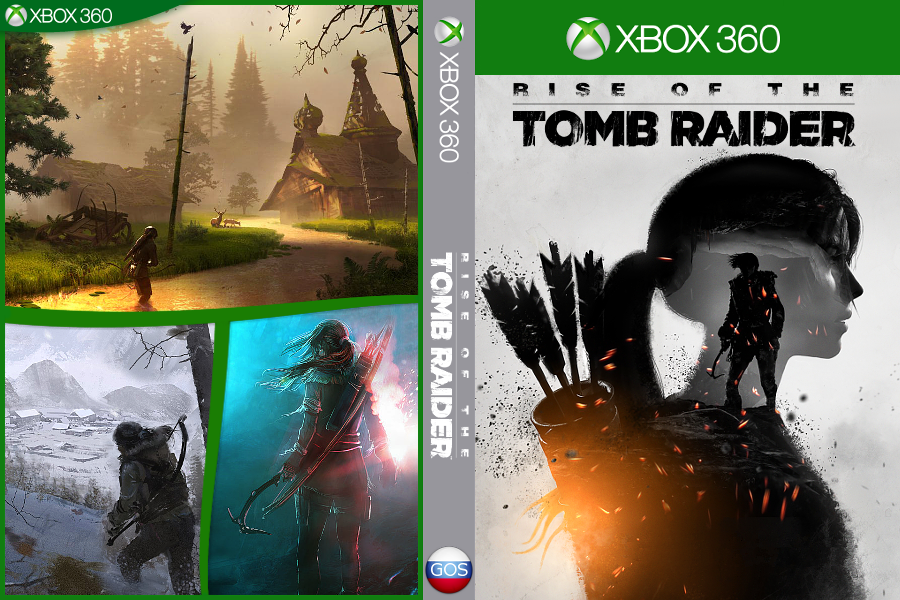 XBOX 360
XBOX 360
RISE OF THE
TOMB RAIDER
GOS
XBOX 360
RISE OF THE
TOMB RAIDER